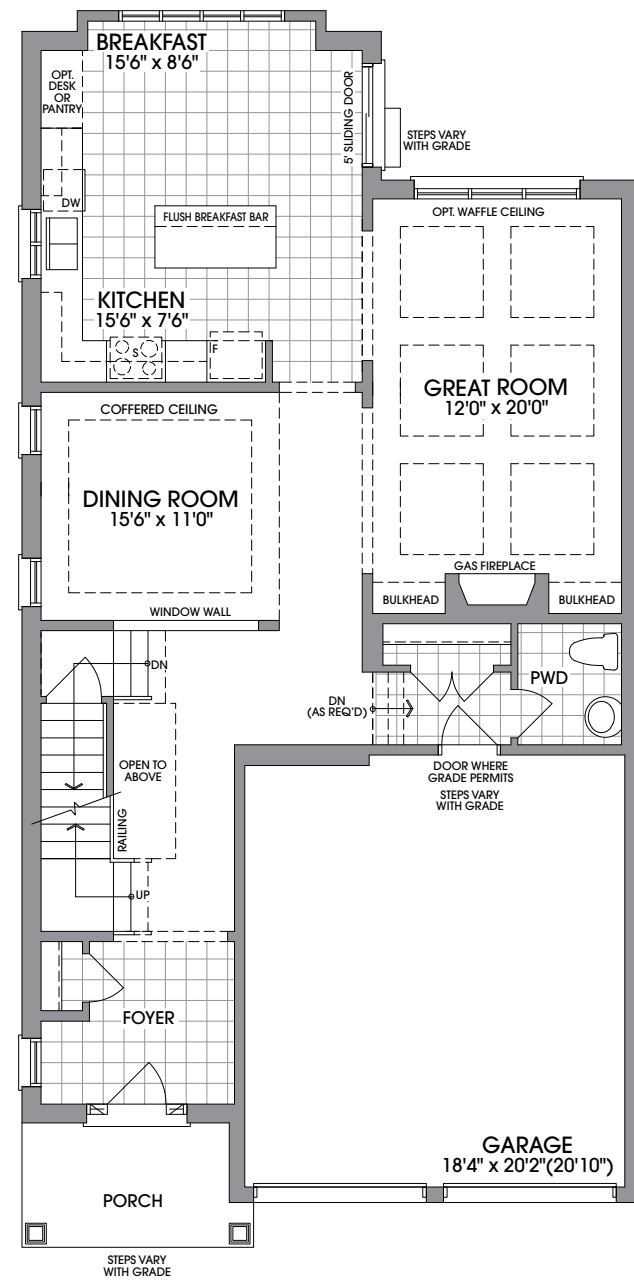 BREAKFAST
15'6" x 8'6"
OPT.
DESK
OR
PANTRY
5' SLIDING DOOR
STEPS VARY
WITH GRADE
DW
FLUSH BREAKFAST BAR
OPT. WAFFLE CEILING
KITCHEN
15'6" x 7'6"
S
F
GREAT ROOM
12'0" x 20'0"
COFFERED CEILING
DINING ROOM
15'6" x 11'0"
GAS FIREPLACE
WINDOW WALL
BULKHEAD
BULKHEAD
DN
PWD
DN
(AS REQ'D)
OPEN TO
ABOVE
DOOR WHERE
GRADE PERMITS
STEPS VARY
WITH GRADE
RAILING
UP
FOYER
GARAGE
18'4" x 20'2"(20'10")
PORCH
STEPS VARY
WITH GRADE